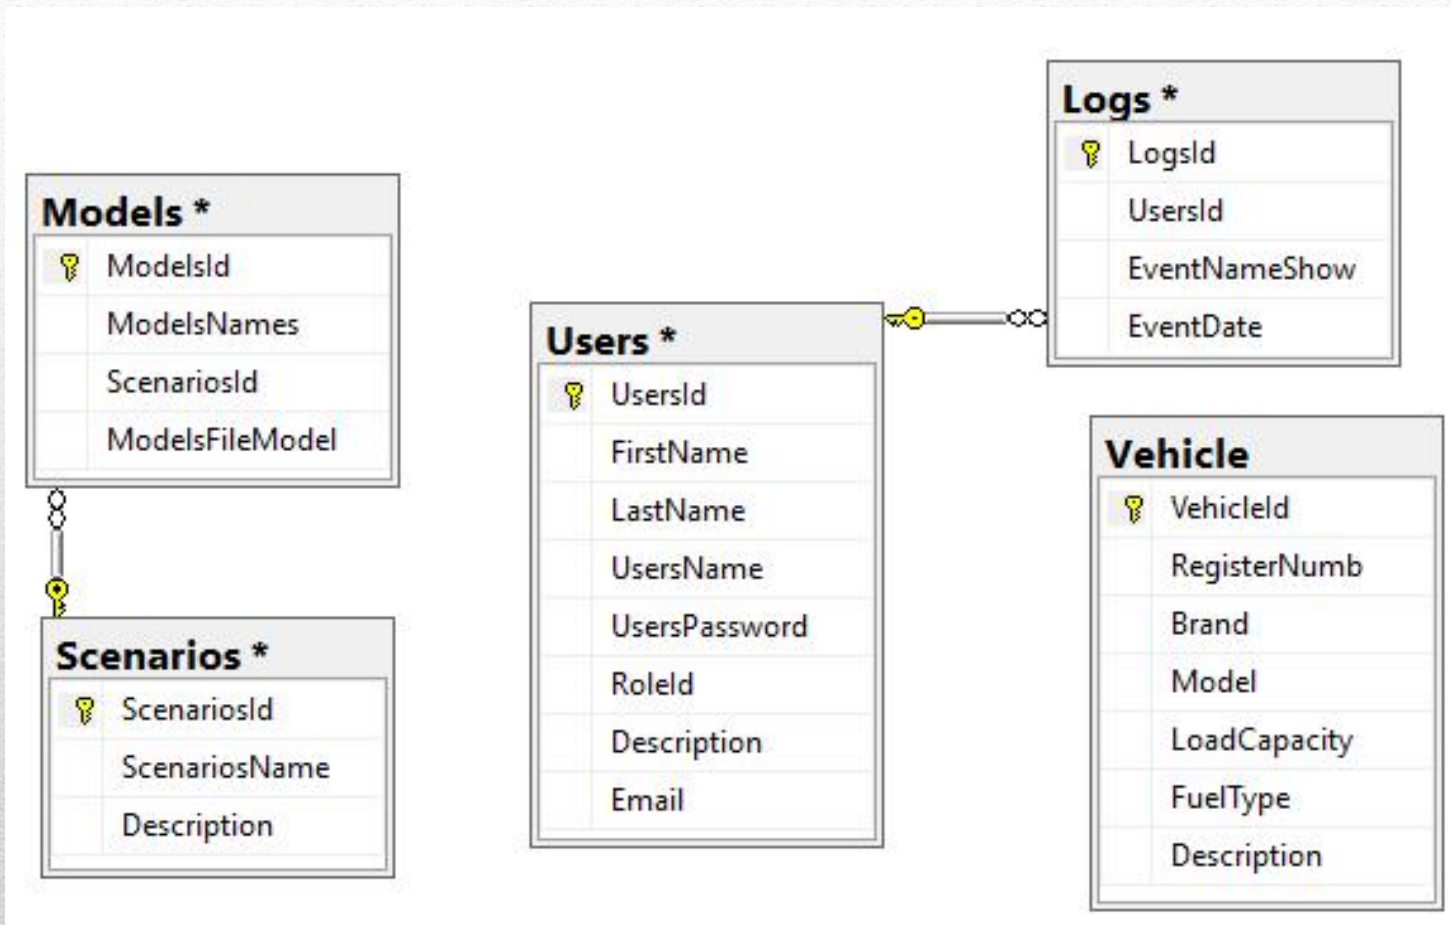 Models *
ModelsId
ModelsNames
ScenariosId
ModelsFileModel
Scenarios *
ScenariosId
ScenariosName
Description
Users *
UsersId
FirstName
LastName
UsersName
UsersPassword
RoleId
Description
Email
Logs *
LogsId
UsersId
EventNameShow
EventDate
Vehicle
VehicleId
RegisterNumb
Brand
Model
LoadCapacity
FuelType
Description